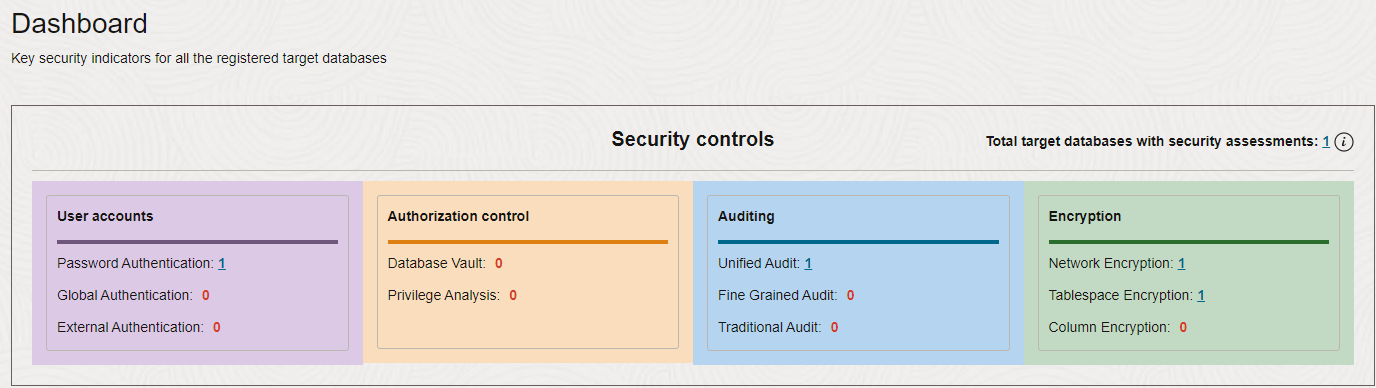 Dashboard
Key security indicators for all the registered target databases
Security controls
Total target databases with security assessments: 1 i
User accounts
Password Authentication: 1
Global Authentication: 0
External Authentication: 0
Authorization control
Database Vault: 0
Privilege Analysis: 0
Auditing
Unified Audit: 1
Fine Grained Audit: 0
Traditional Audit: 0
Encryption
Network Encryption: 1
Tablespace Encryption: 1
Column Encryption: 0